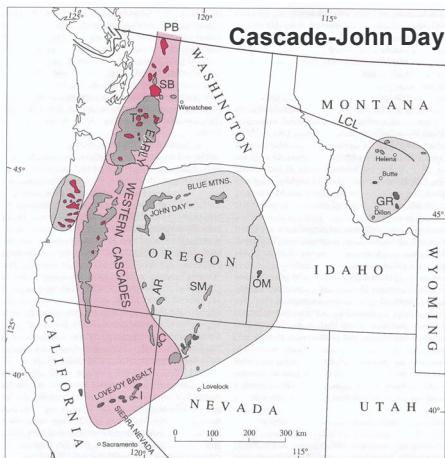 PB
120°
115°
Cascade-John Day
WASHINGTON
SB
Wenatchee
T
MONTANA
LCL
EARLY
Helena
Butte
GR
Dillon
45°
45°
WESTERN CASCADES
BLUE MTNS.
JOHN DAY
OREGON
IDAHO
WYOMING
AR
SM
OM
125°
CALIFORNIA
C
40°
LOVEJOY BASALT
I
SIERRA NEVADA
Lovelock
NEVADA
UTAH
40°
Sacramento
120°
0 100 200 300 km
115°